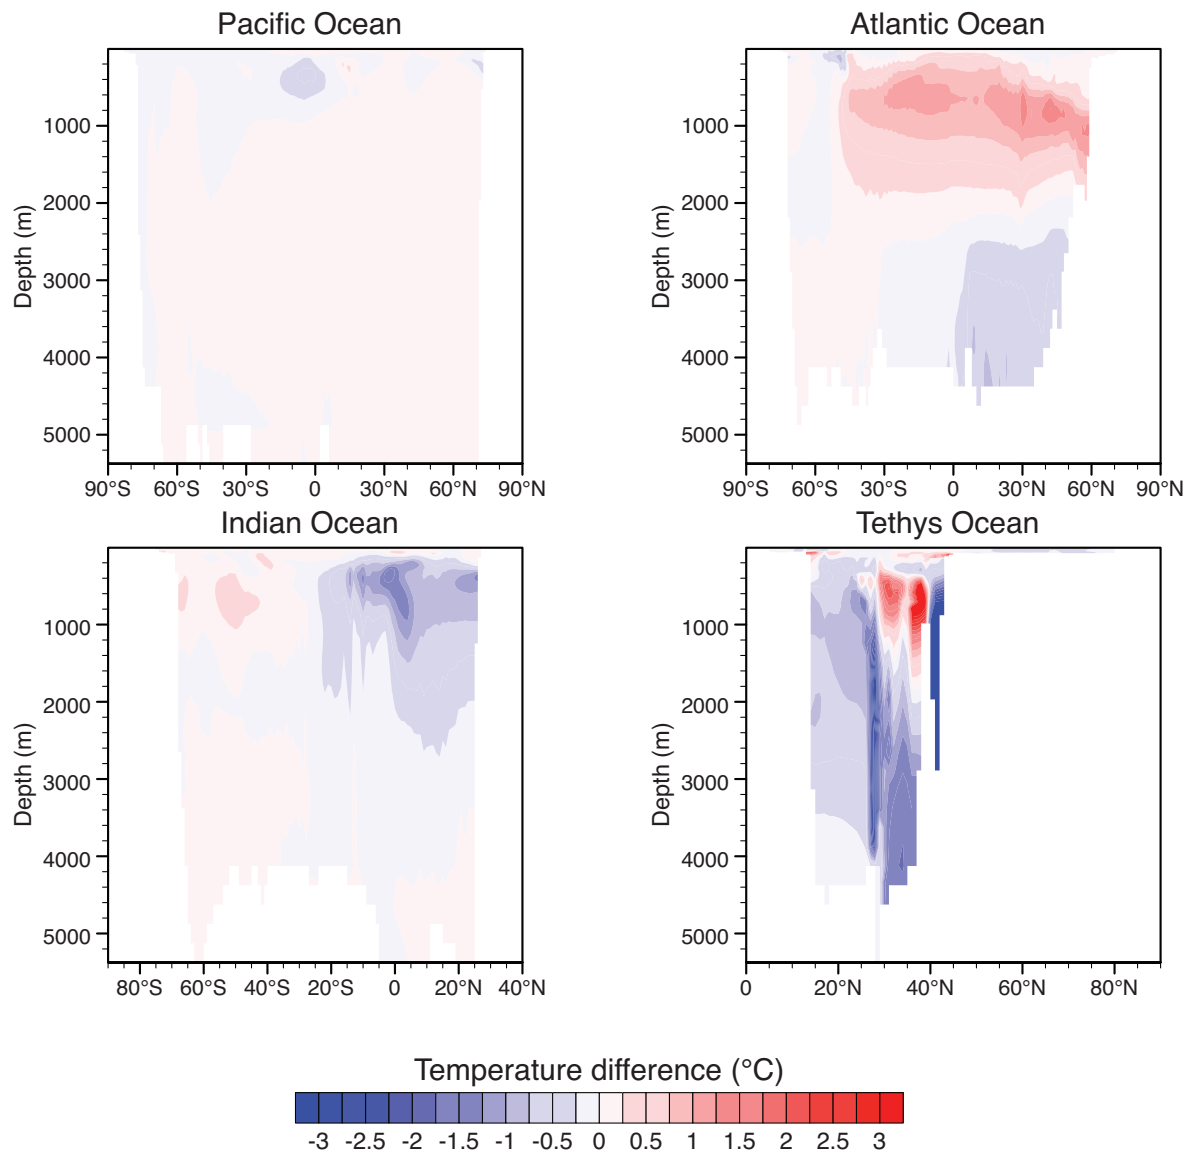 Pacific Ocean
Atlantic Ocean
Depth (m)
1000
2000
3000
4000
5000
90°S 60°S 30°S 0 30°N 60°N 90°N
Depth (m)
1000
2000
3000
4000
5000
90°S 60°S 30°S 0 30°N 60°N 90°N
Indian Ocean
Tethys Ocean
Depth (m)
1000
2000
3000
4000
5000
80°S 60°S 40°S 20°S 0 20°N 40°N
Depth (m)
1000
2000
3000
4000
5000
0 20°N 40°N 60°N 80°N
Temperature difference (°C)
-3 -2.5 -2 -1.5 -1 -0.5 0 0.5 1 1.5 2 2.5 3